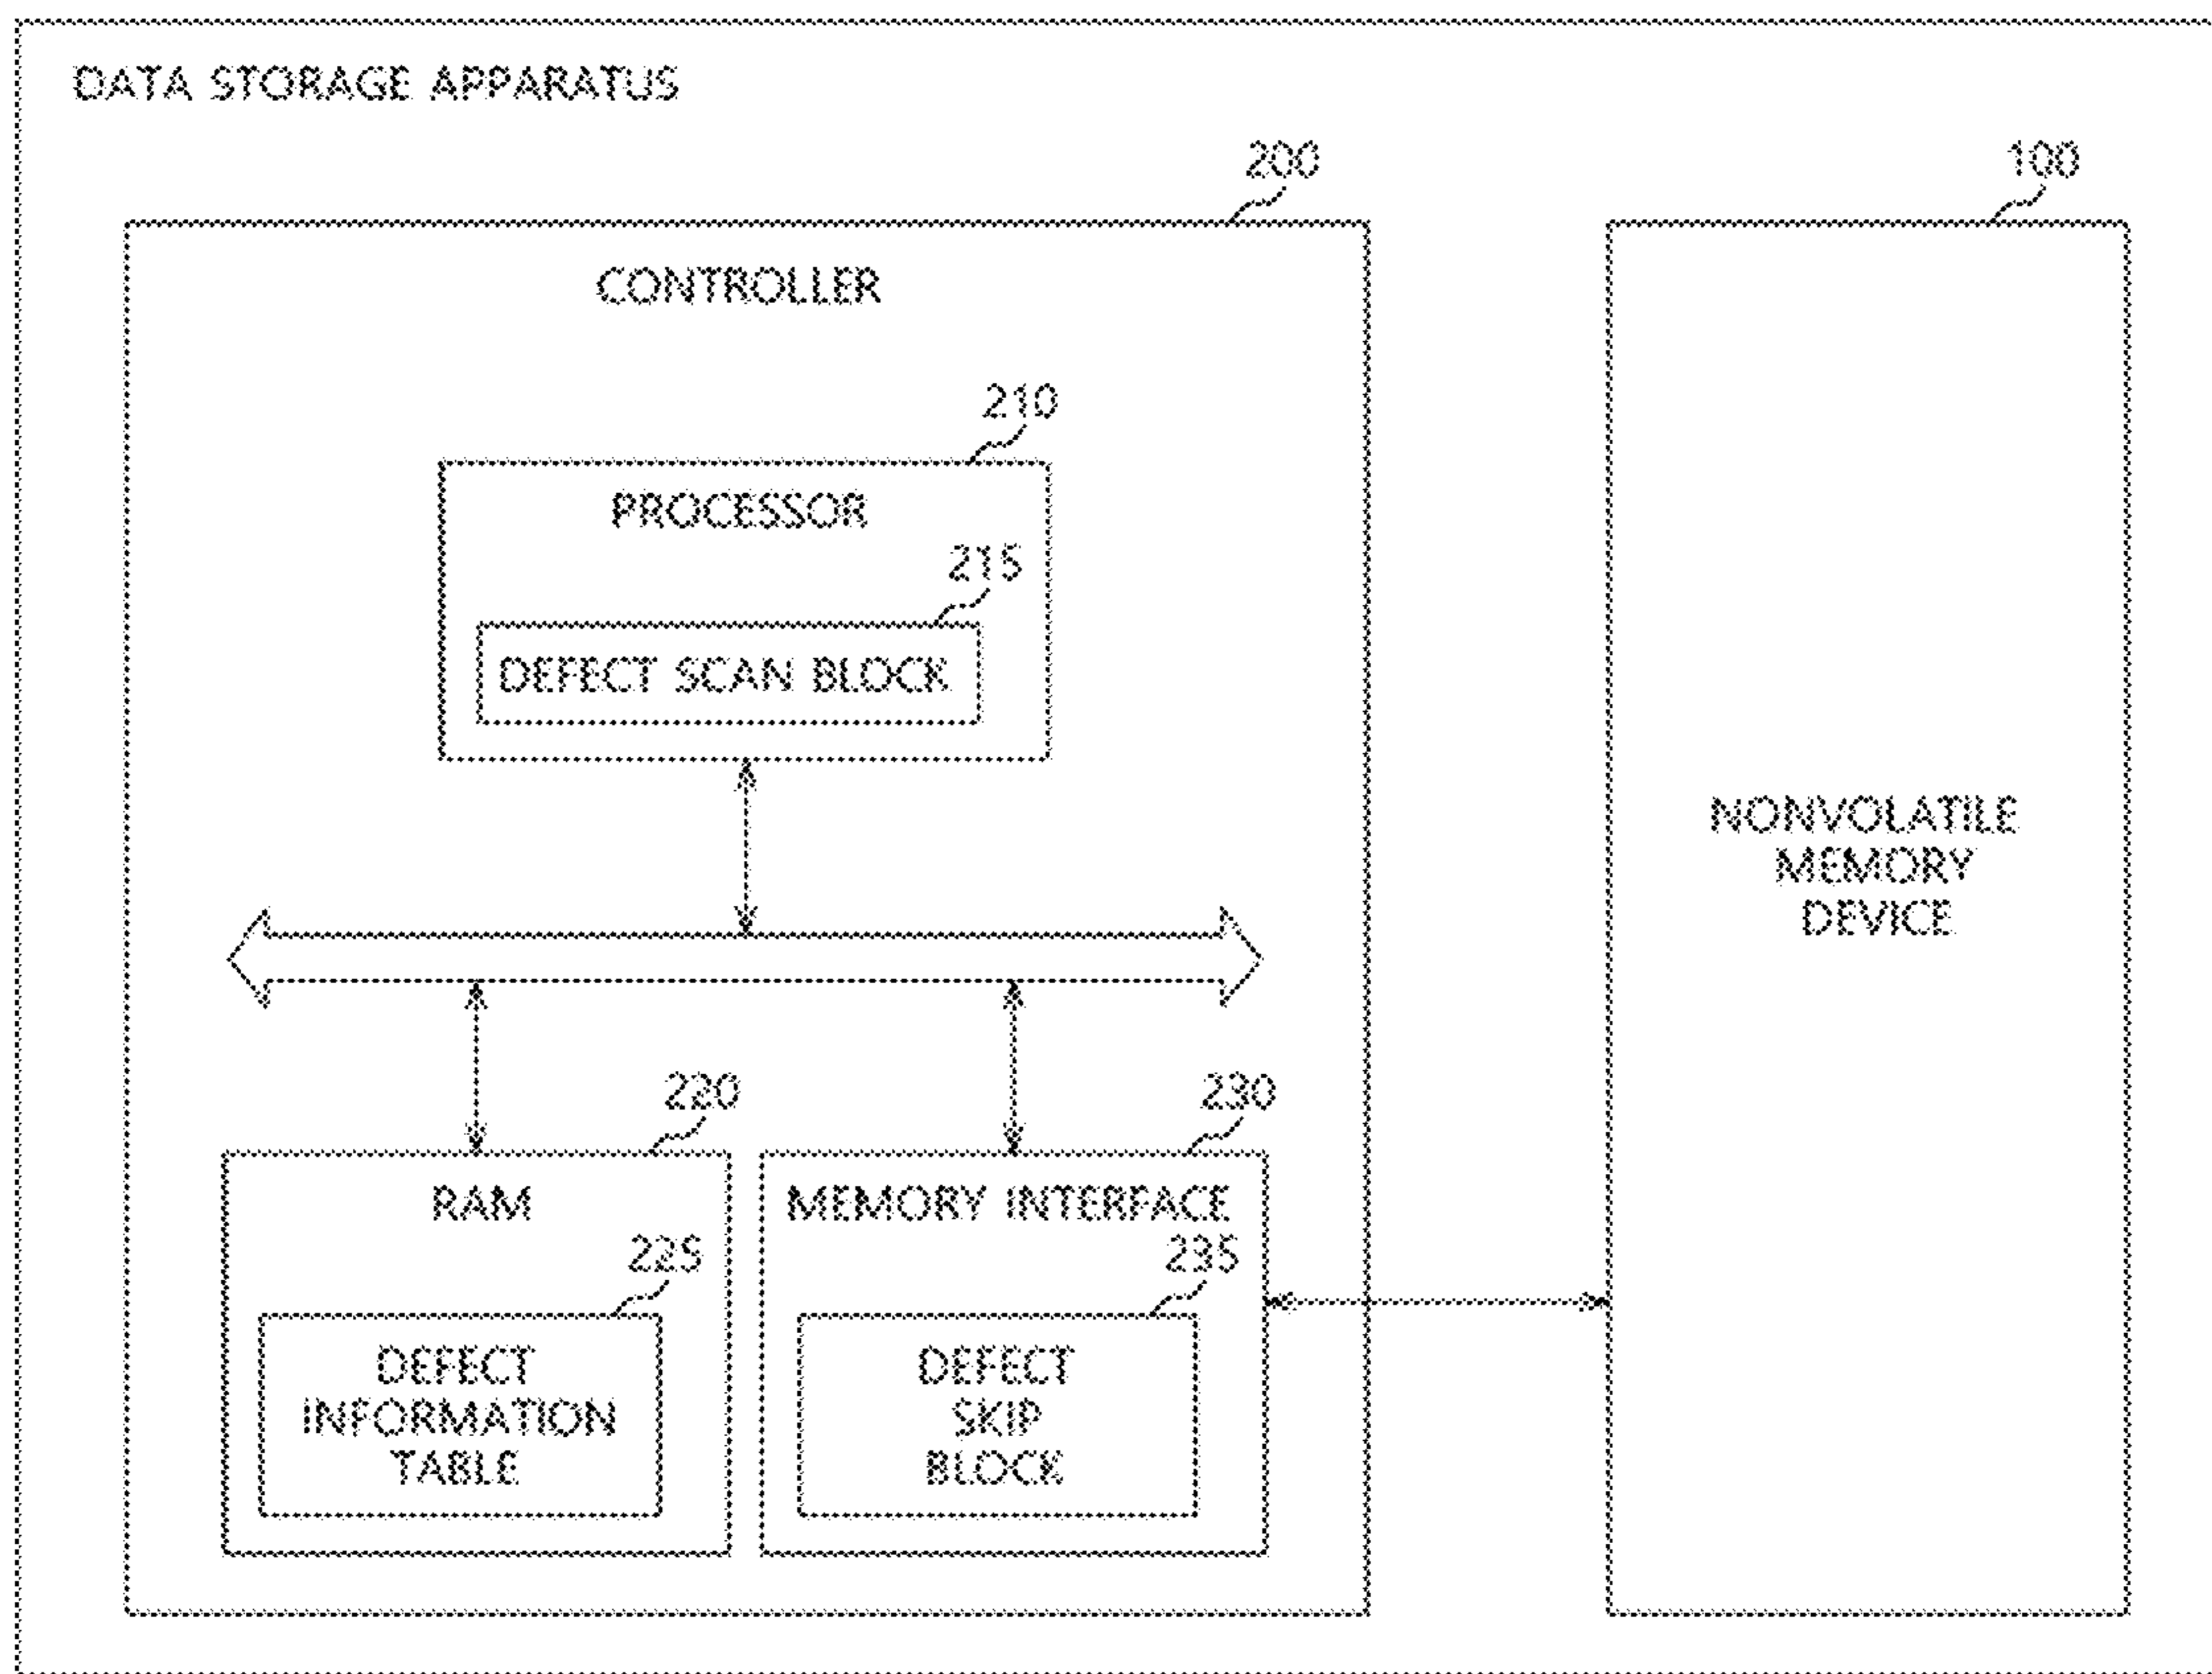 DATA STORAGE APPARATUS
200
100
CONTROLLER
210
PROCESSOR
215
DEFECT SCAN BLOCK
NONVOLATILE
MEMORY
DEVICE
220
230
RAM
MEMORY INTERFACE
225
235
DEFECT
INFORMATION
TABLE
DEFECT
SKIP
BLOCK